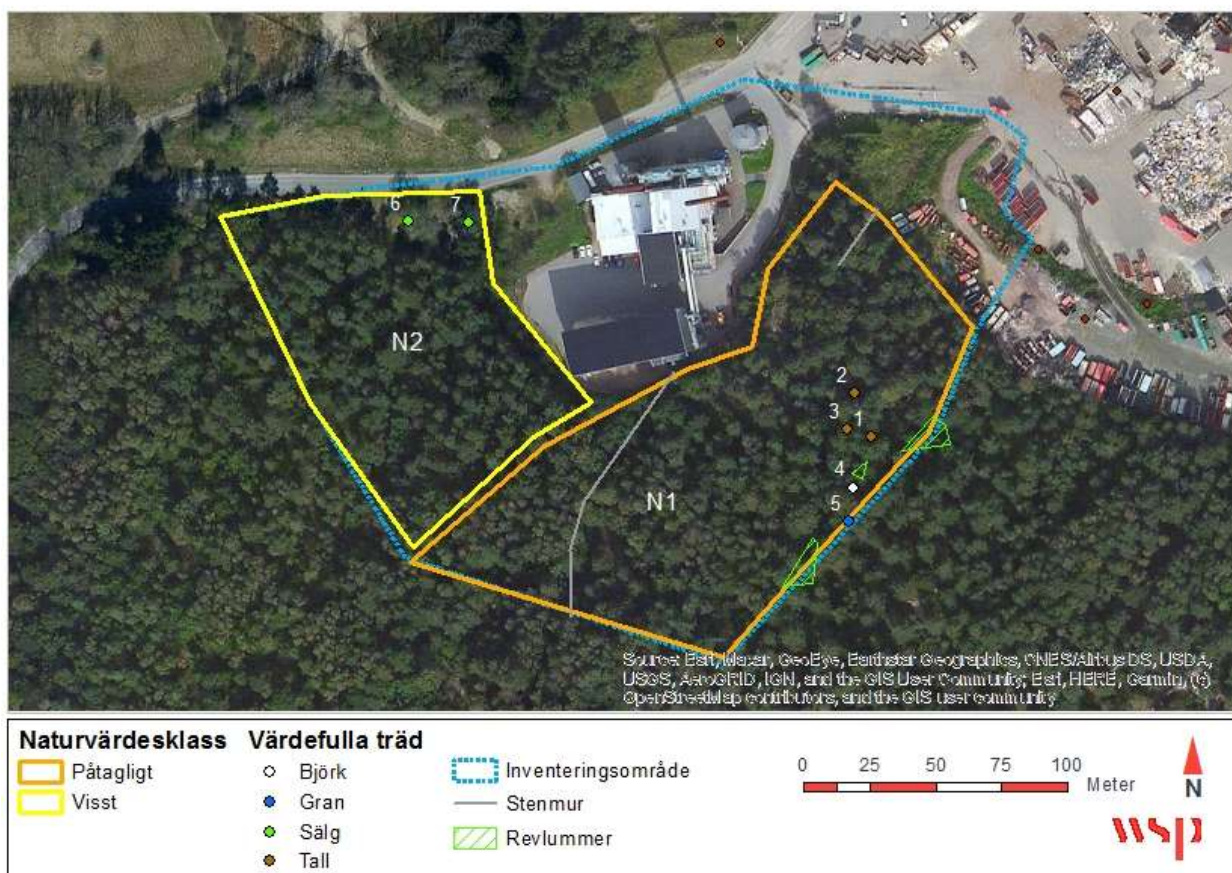 6
7
N2
2
3
1
4
N1
5
Source: Esri, Maxar, GeoEye, Earthstar Geographics, CNES/Airbus DS, USDA,
USGS, AeroGRID, IGN, and the GIS User Community; Esri, HERE, Garmin, (c)
OpenStreetMap contributors, and the GIS user community
Naturvärdesklass
Påtagligt
Visst
Värdefulla träd
Björk
Gran
Sälg
Tall
Inventeringsområde
Stenmur
Revlummer
0 25 50 75 100
Meter
N
wsp